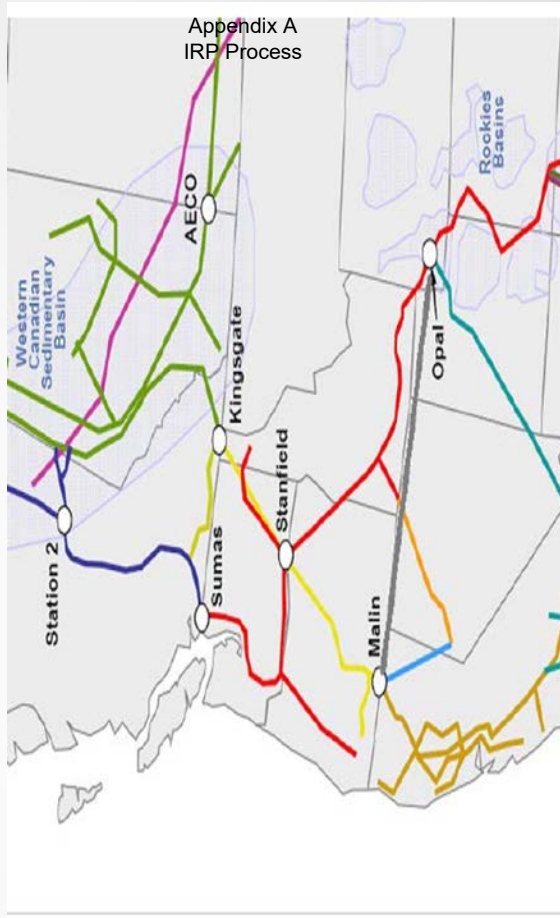 Appendix A
IRP Process
Western
Canadian
Sedimentary
Basin
AECO
Rockies
Basins
Kingsgate
Opal
Station 2
Sumas
Stanfield
Malin